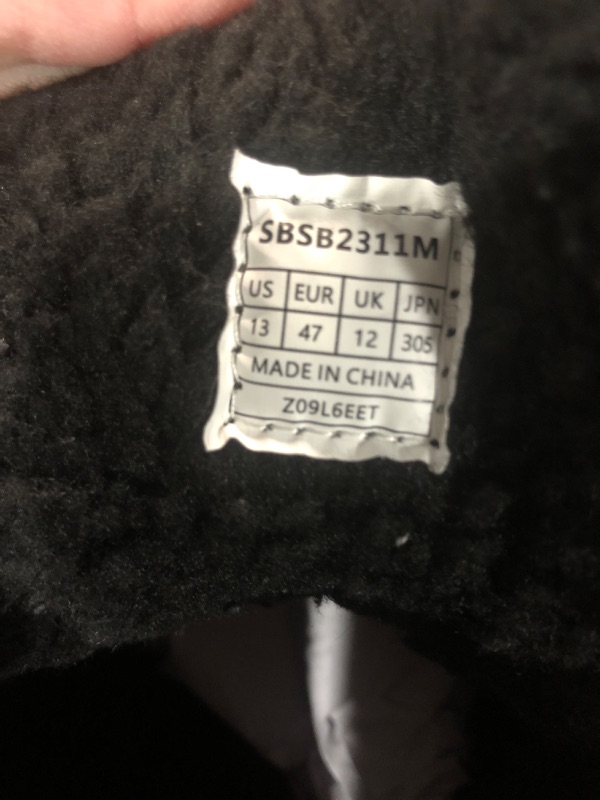 SBSB2311M
US EUR UK JPN
13 47 12 305
MADE IN CHINA
Z09L6EET